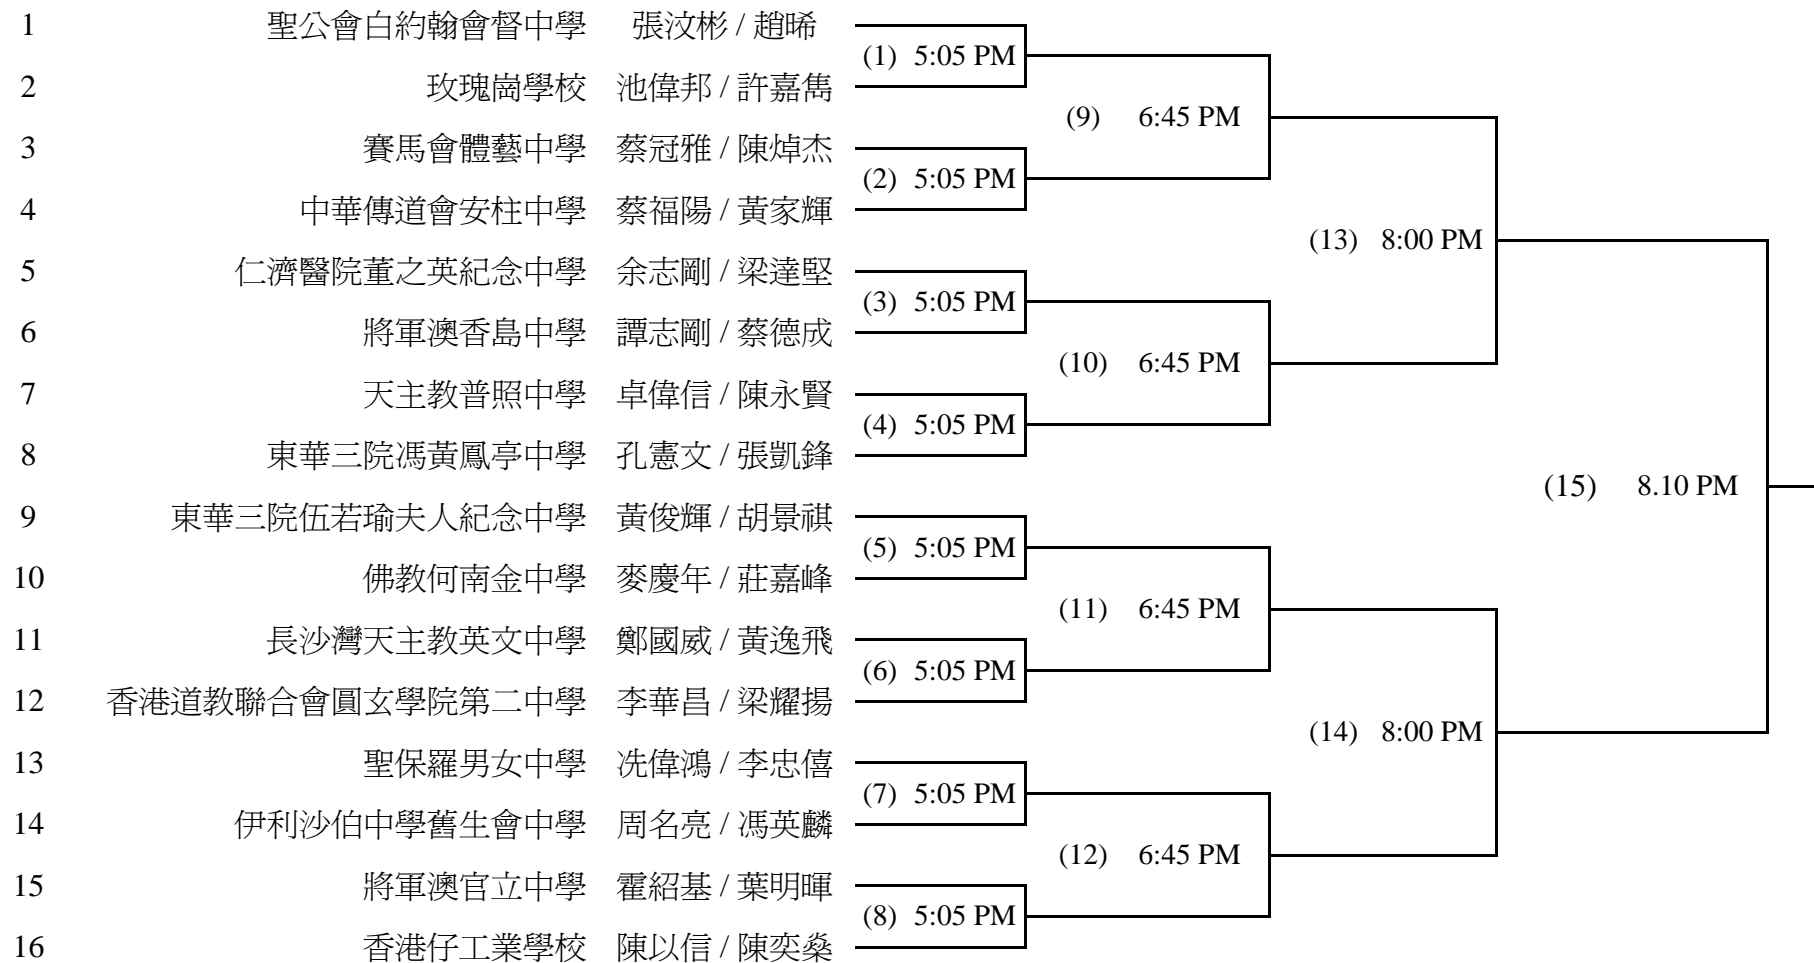 1 聖公會白約翰會督中學 張汶彬 / 趙晞
(1) 5:05 PM
2 玫瑰崗學校 池偉邦 / 許嘉雋
(9) 6:45 PM
3 賽馬會體藝中學 蔡冠雅 / 陳焯杰
(2) 5:05 PM
4 中華傳道會安柱中學 蔡福陽 / 黃家輝
(13) 8:00 PM
5 仁濟醫院董之英紀念中學 余志剛 / 梁達堅
(3) 5:05 PM
6 將軍澳香島中學 譚志剛 / 蔡德成
(10) 6:45 PM
7 天主教普照中學 卓偉信 / 陳永賢
(4) 5:05 PM
8 東華三院馮黃鳳亭中學 孔憲文 / 張凱鋒
(15) 8.10 PM
9 東華三院伍若瑜夫人紀念中學 黃俊輝 / 胡景祺
(5) 5:05 PM
10 佛教何南金中學 麥慶年 / 莊嘉峰
(11) 6:45 PM
11 長沙灣天主教英文中學 鄭國威 / 黃逸飛
(6) 5:05 PM
12 香港道教聯合會圓玄學院第二中學 李華昌 / 梁耀揚
(14) 8:00 PM
13 聖保羅男女中學 冼偉鴻 / 李忠僖
(7) 5:05 PM
14 伊利沙伯中學舊生會中學 周名亮 / 馮英麟
(12) 6:45 PM
15 將軍澳官立中學 霍紹基 / 葉明暉
(8) 5:05 PM
16 香港仔工業學校 陳以信 / 陳奕燊